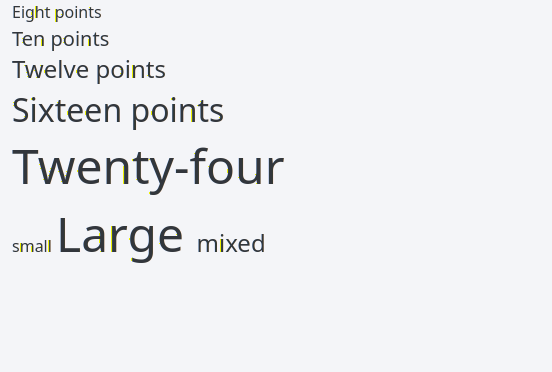 Eight points
Ten points
Twelve points
Sixteen points
Twenty-four
small Large mixed